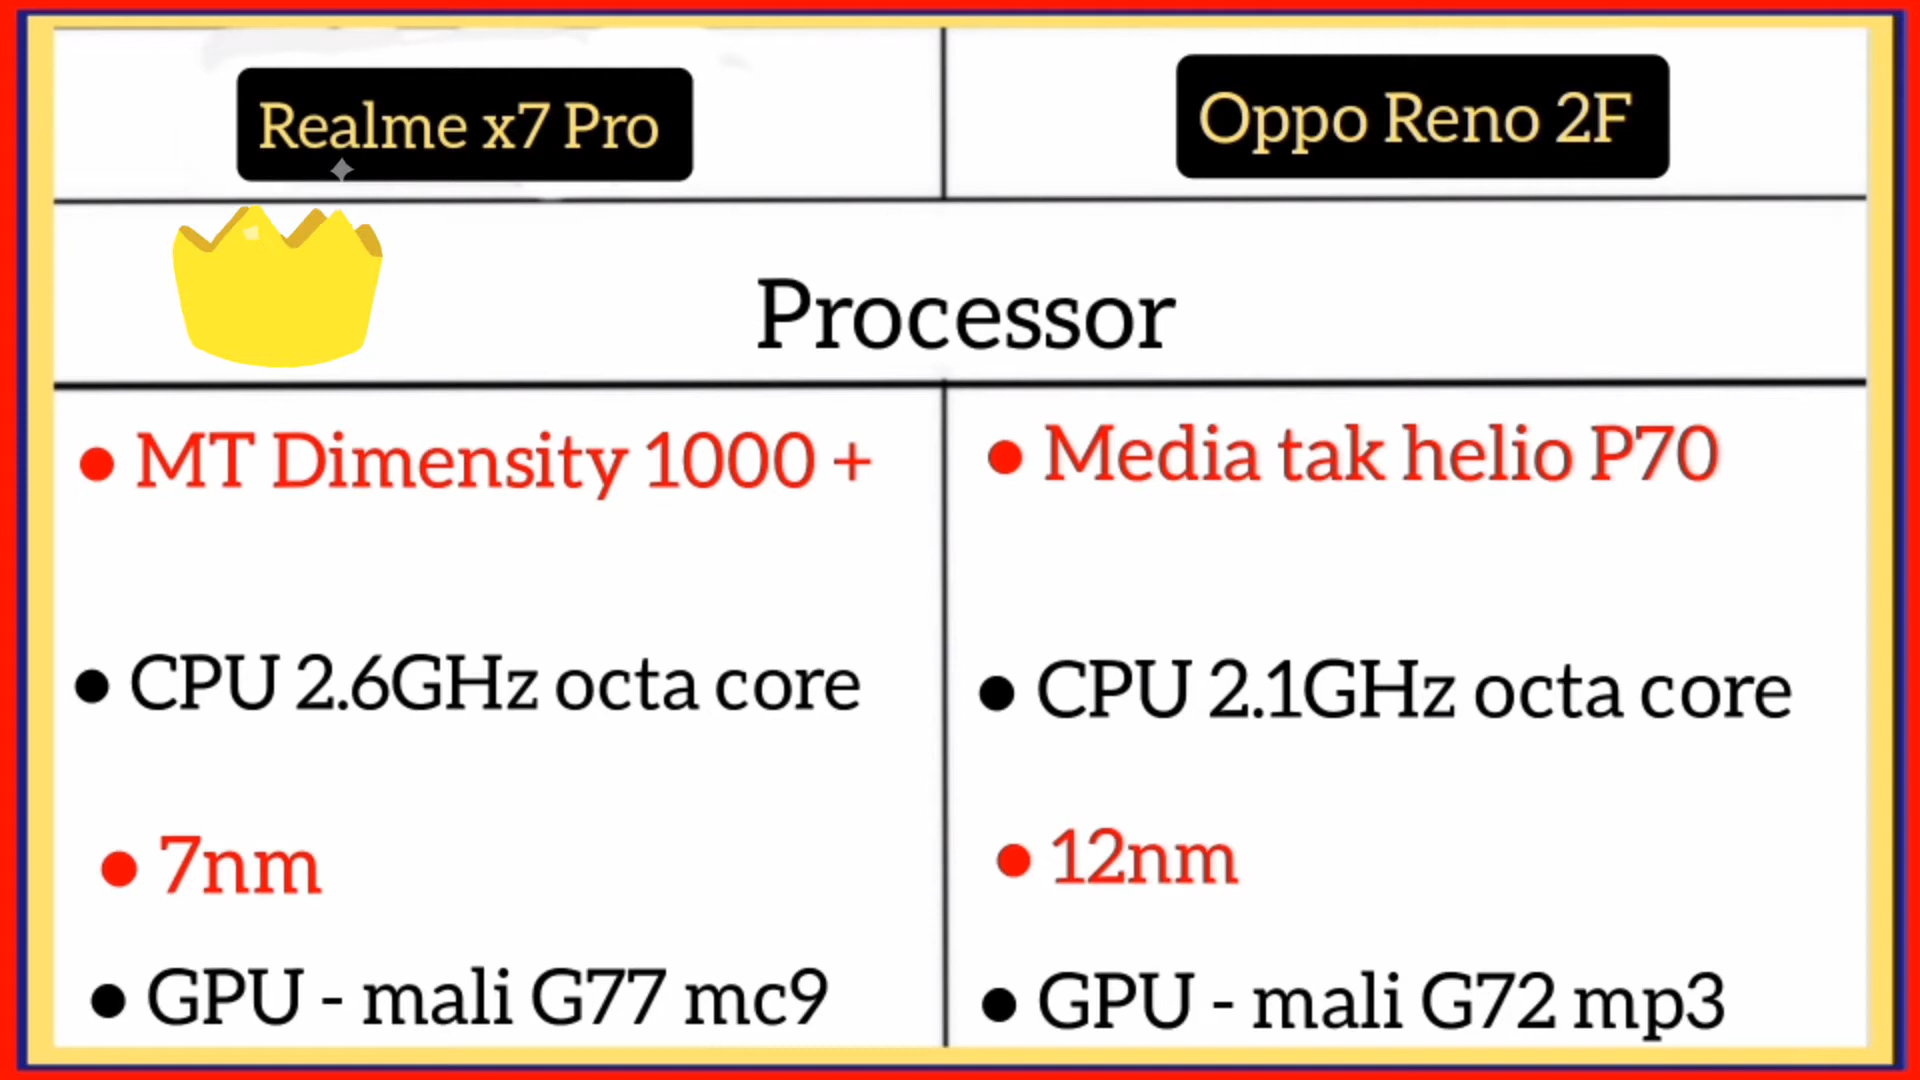 Realme x7 Pro
Oppo Reno 2F
Processor
• MT Dimensity 1000 +
• Media tak helio P70
• CPU 2.6GHz octa core
• CPU 2.1GHz octa core
• 7nm
• 12nm
• GPU - mali G77 mc9
• GPU - mali G72 mp3